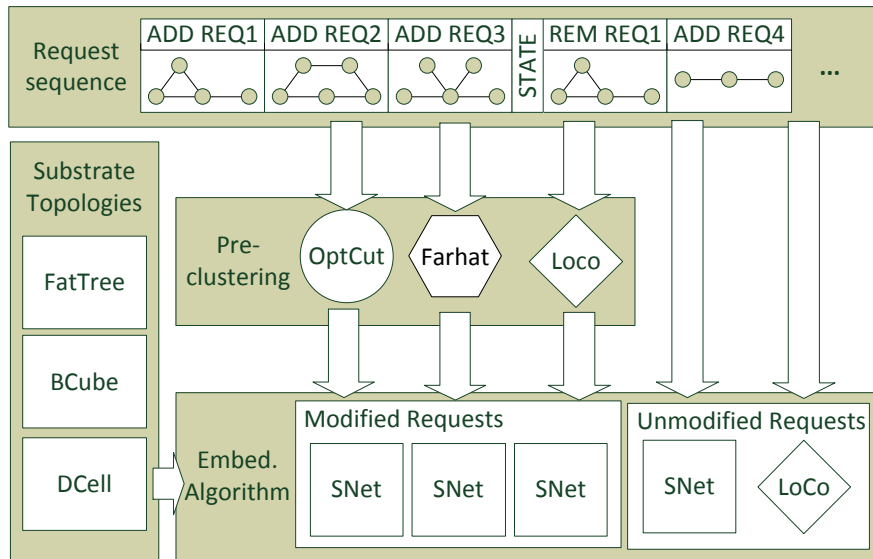 Request
sequence
ADD REQ1
ADD REQ2
ADD REQ3
STATE
REM REQ1
ADD REQ4
...
Substrate
Topologies
FatTree
BCube
DCell
Pre-
clustering
OptCut
Farhat
Loco
Embed.
Algorithm
Modified Requests
SNet
SNet
SNet
Unmodified Requests
SNet
LoCo